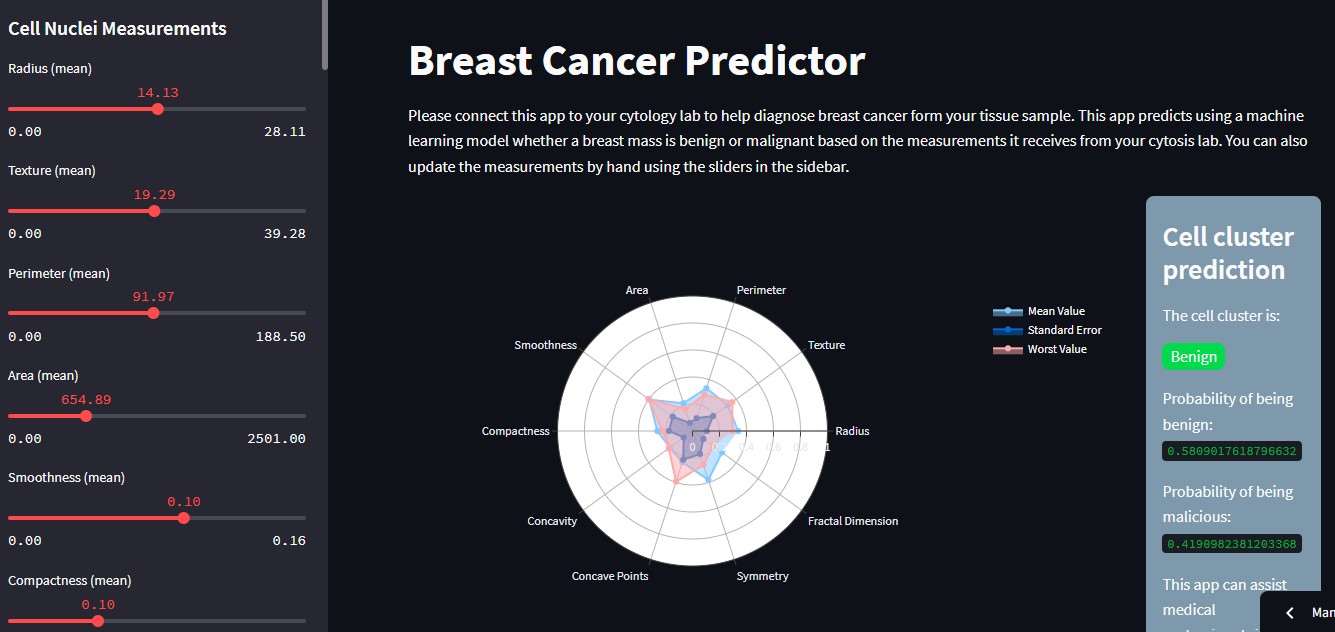 Cell Nuclei Measurements
Radius (mean)
14.13
0.00 28.11
Texture (mean)
19.29
0.00 39.28
Perimeter (mean)
91.97
0.00 188.50
Area (mean)
654.89
0.00 2501.00
Smoothness (mean)
0.10
0.00 0.16
Compactness (mean)
0.10
Breast Cancer Predictor
Please connect this app to your cytology lab to help diagnose breast cancer form your tissue sample. This app predicts using a machine
learning model whether a breast mass is benign or malignant based on the measurements it receives from your cytosis lab. You can also
update the measurements by hand using the sliders in the sidebar.
Area Perimeter
Smoothness Texture
Compactness Radius
0 0.4 0.6 0.8 1
Concavity Fractal Dimension
Concave Points Symmetry
Mean Value
Standard Error
Worst Value
Cell cluster
prediction
The cell cluster is:
Benign
Probability of being
benign:
0.5809017618796632
Probability of being
malicious:
0.4190982381203368
This app can assist
medical
Man